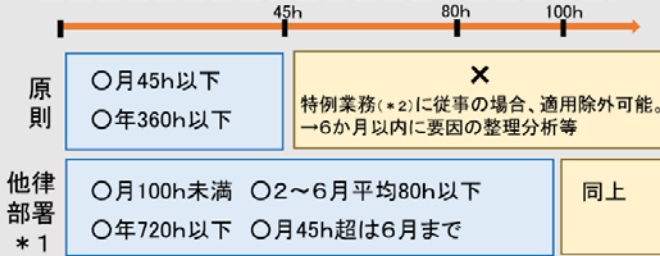 45h 80h 100h
原則
○月45h以下
○年360h以下
×
特例業務(*2)に従事の場合、適用除外可能。
→6か月以内に要因の整理分析等
他律部署*1
○月100h未満 ○2～6月平均80h以下
○年720h以下 ○月45h超は6月まで
同上